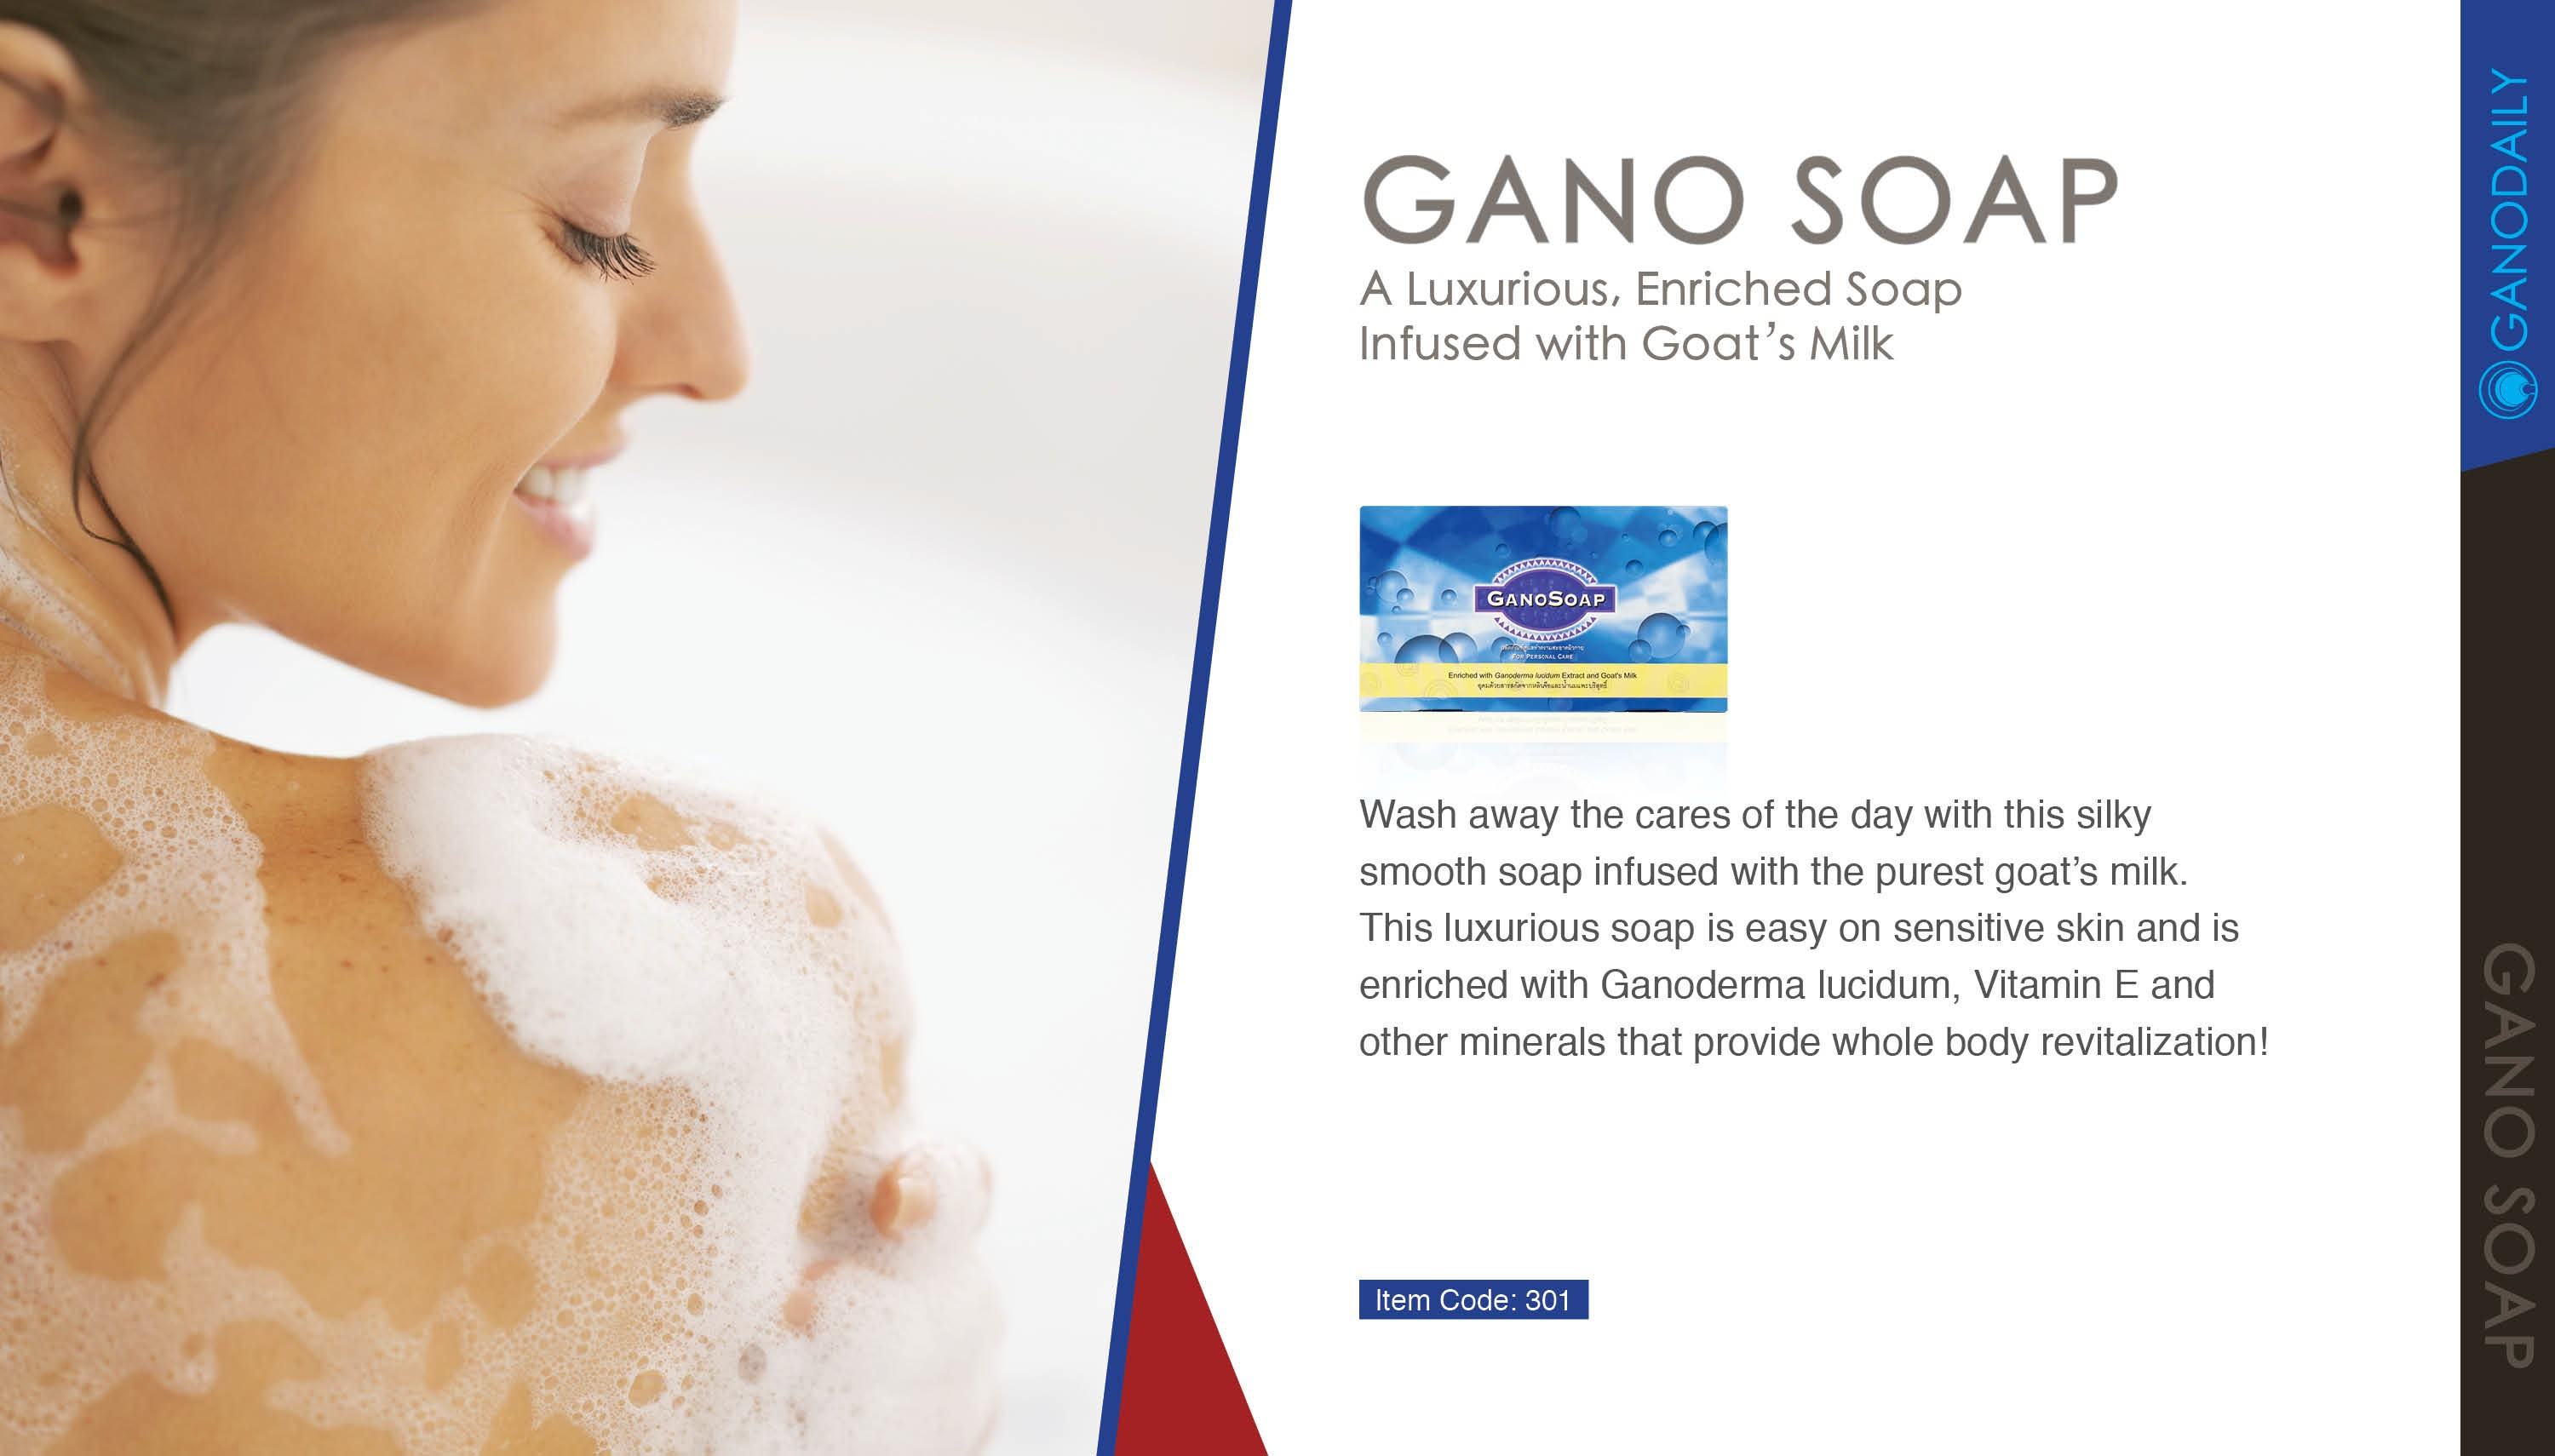 GANO SOAP
A Luxurious, Enriched Soap
Infused with Goat's Milk
GANOSOAP
FOR PERSONAL CARE
Enriched with Ganoderma lucidum Extract and Goat's Milk
Wash away the cares of the day with this silky
smooth soap infused with the purest goat's milk.
This luxurious soap is easy on sensitive skin and is
enriched with Ganoderma lucidum, Vitamin E and
other minerals that provide whole body revitalization!
Item Code: 301
GANODAILY
GANO SOAP